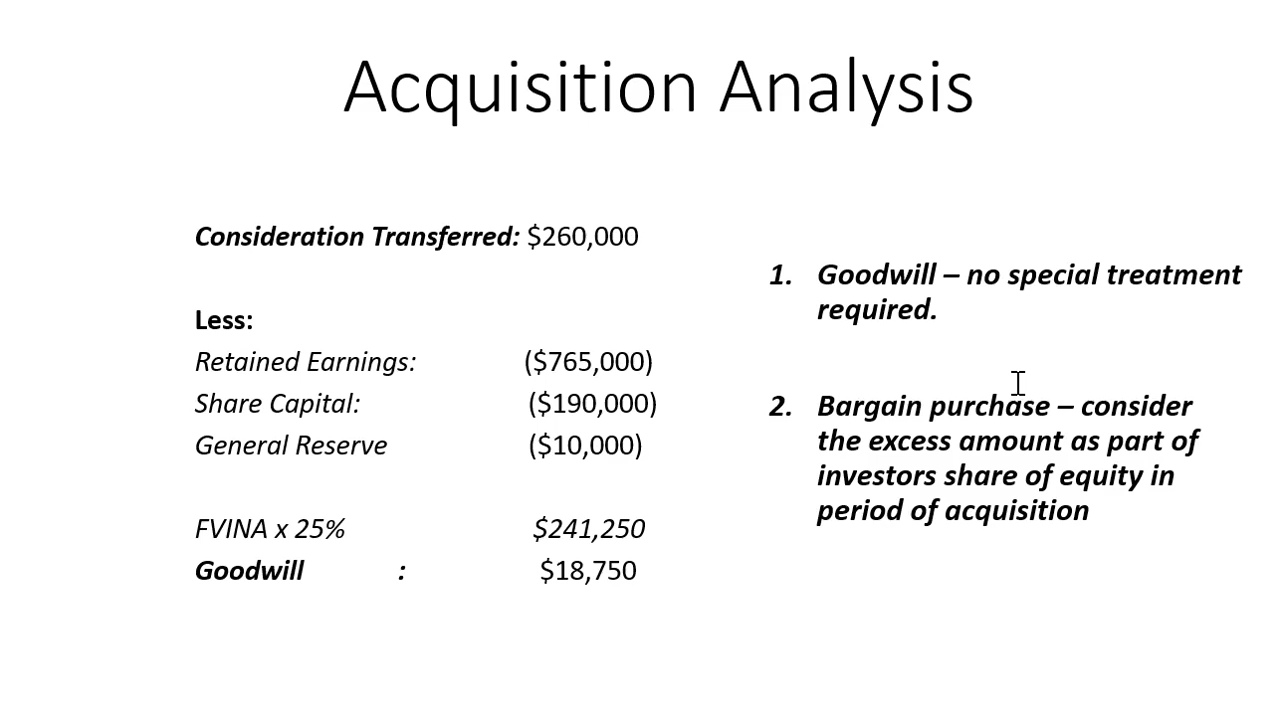 Acquisition Analysis
Consideration Transferred: $260,000
Less:
Retained Earnings: ($765,000)
Share Capital: ($190,000)
General Reserve ($10,000)
FVINA x 25% $241,250
Goodwill : $18,750
1. Goodwill – no special treatment
required.
2. Bargain purchase – consider
the excess amount as part of
investors share of equity in
period of acquisition